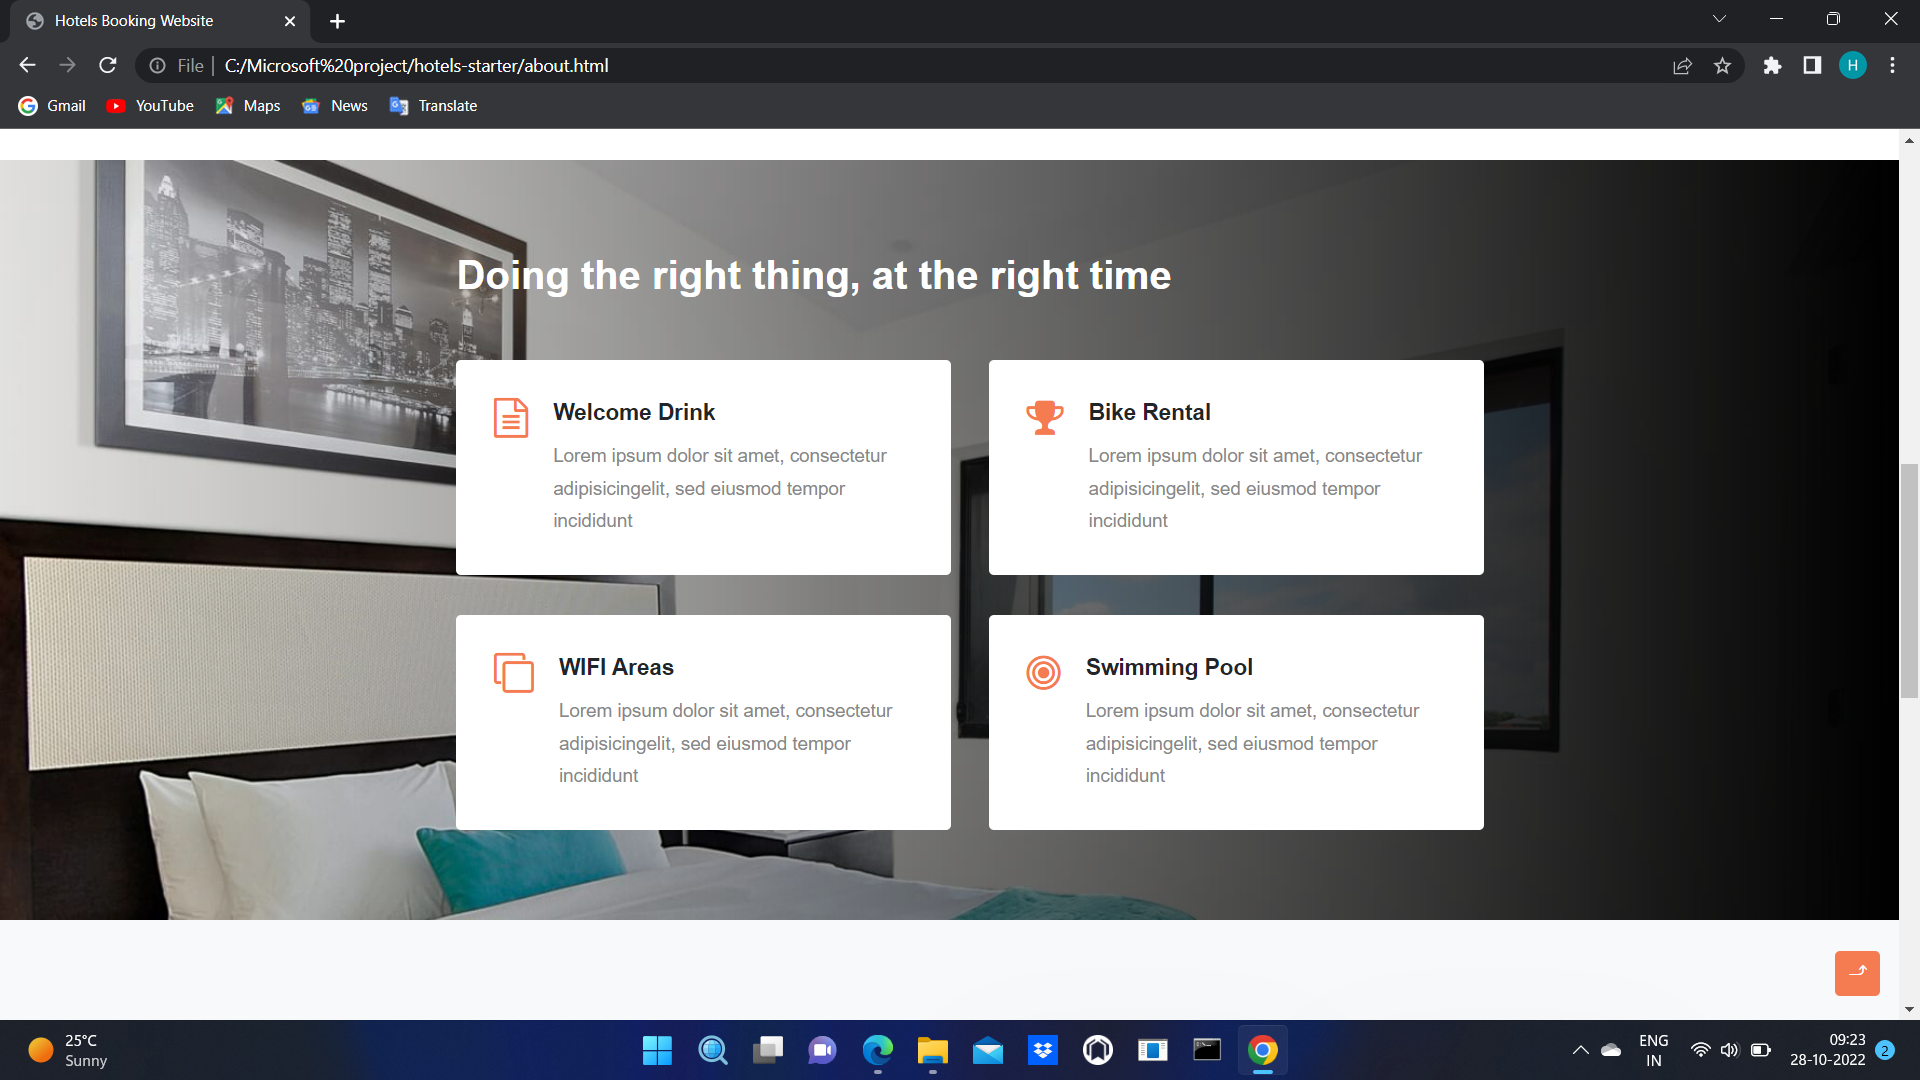 Hotels Booking Website
File
C:/Microsoft%20project/hotels-starter/about.html
H
Gmail
YouTube
Maps
News
Translate
Doing the right thing, at the right time
Welcome Drink
Lorem ipsum dolor sit amet, consectetur
adipisicingelit, sed eiusmod tempor
incididunt
Bike Rental
Lorem ipsum dolor sit amet, consectetur
adipisicingelit, sed eiusmod tempor
incididunt
WIFI Areas
Lorem ipsum dolor sit amet, consectetur
adipisicingelit, sed eiusmod tempor
incididunt
Swimming Pool
Lorem ipsum dolor sit amet, consectetur
adipisicingelit, sed eiusmod tempor
incididunt
25°C
Sunny
ENG
IN
09:23
28-10-2022
2